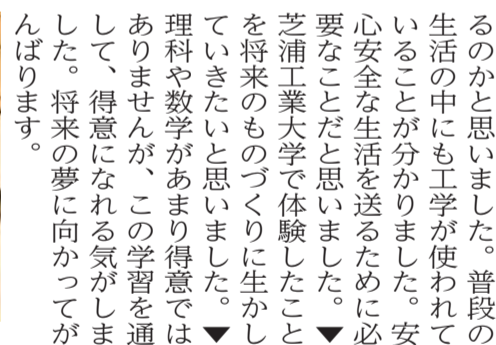 るのかと思いました。普段の
生活の中にも工学が使われて
いることが分かりました。安
心安全な生活を送るために必
要なことだと思いました。▼
芝浦工業大学で体験したこと
を将来のものづくりに生かし
ていきたいと思いました。▼
理科や数学があまり得意では
ありませんが、この学習を通
して、得意になれる気がしま
した。将来の夢に向かってが
んばります。